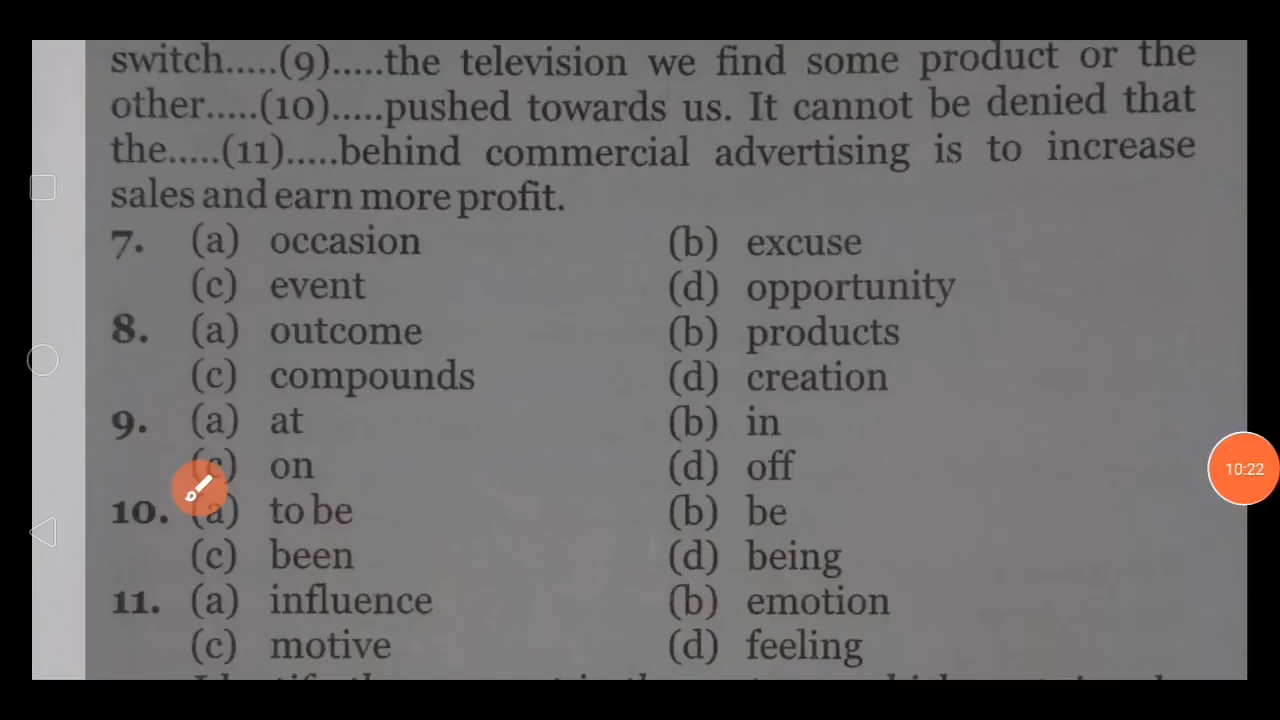 switch.....(9).....the television we find some product or the
other.....(10).....pushed towards us. It cannot be denied that
the.....(11).....behind commercial advertising is to increase
sales and earn more profit.
7. (a) occasion (b) excuse
(c) event (d) opportunity
8. (a) outcome (b) products
(c) compounds (d) creation
9. (a) at (b) in
(c) on (d) off
10:22
10. (a) to be (b) be
(c) been (d) being
11. (a) influence (b) emotion
(c) motive (d) feeling